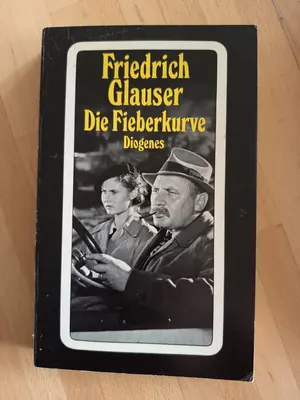 Friedrich
Glauser
Die Fieberkurve
Diogenes